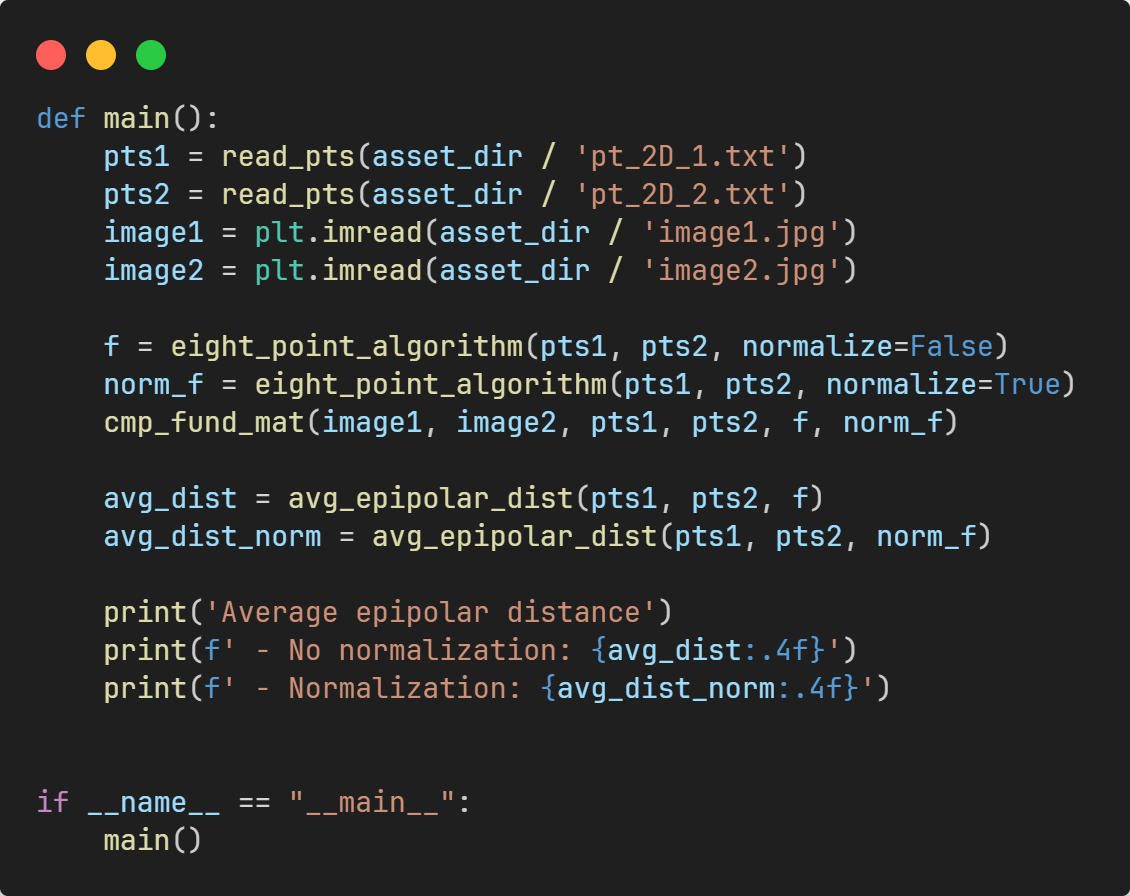 def main():
    pts1 = read_pts(asset_dir / 'pt_2D_1.txt')
    pts2 = read_pts(asset_dir / 'pt_2D_2.txt')
    image1 = plt.imread(asset_dir / 'image1.jpg')
    image2 = plt.imread(asset_dir / 'image2.jpg')

    f = eight_point_algorithm(pts1, pts2, normalize=False)
    norm_f = eight_point_algorithm(pts1, pts2, normalize=True)
    cmp_fund_mat(image1, image2, pts1, pts2, f, norm_f)

    avg_dist = avg_epipolar_dist(pts1, pts2, f)
    avg_dist_norm = avg_epipolar_dist(pts1, pts2, norm_f)

    print('Average epipolar distance')
    print(f' - No normalization: {avg_dist:.4f}')
    print(f' - Normalization: {avg_dist_norm:.4f}')


if __name__ == "__main__":
    main()